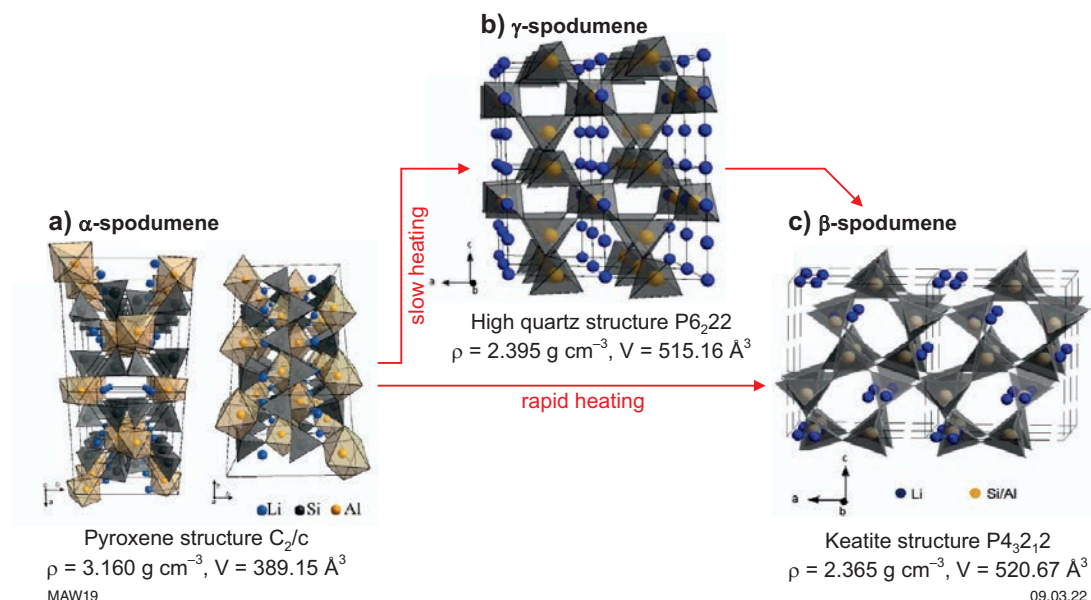 b) γ-spodumene
High quartz structure P6₂22
ρ = 2.395 g cm⁻³, V = 515.16 Å³
slow heating
rapid heating
a) α-spodumene
Li Si Al
Pyroxene structure C₂/c
ρ = 3.160 g cm⁻³, V = 389.15 Å³
c) β-spodumene
c
a
b
Li Si/Al
Keatite structure P4₃2₁2
ρ = 2.365 g cm⁻³, V = 520.67 Å³
c
a
b
MAW19
09.03.22